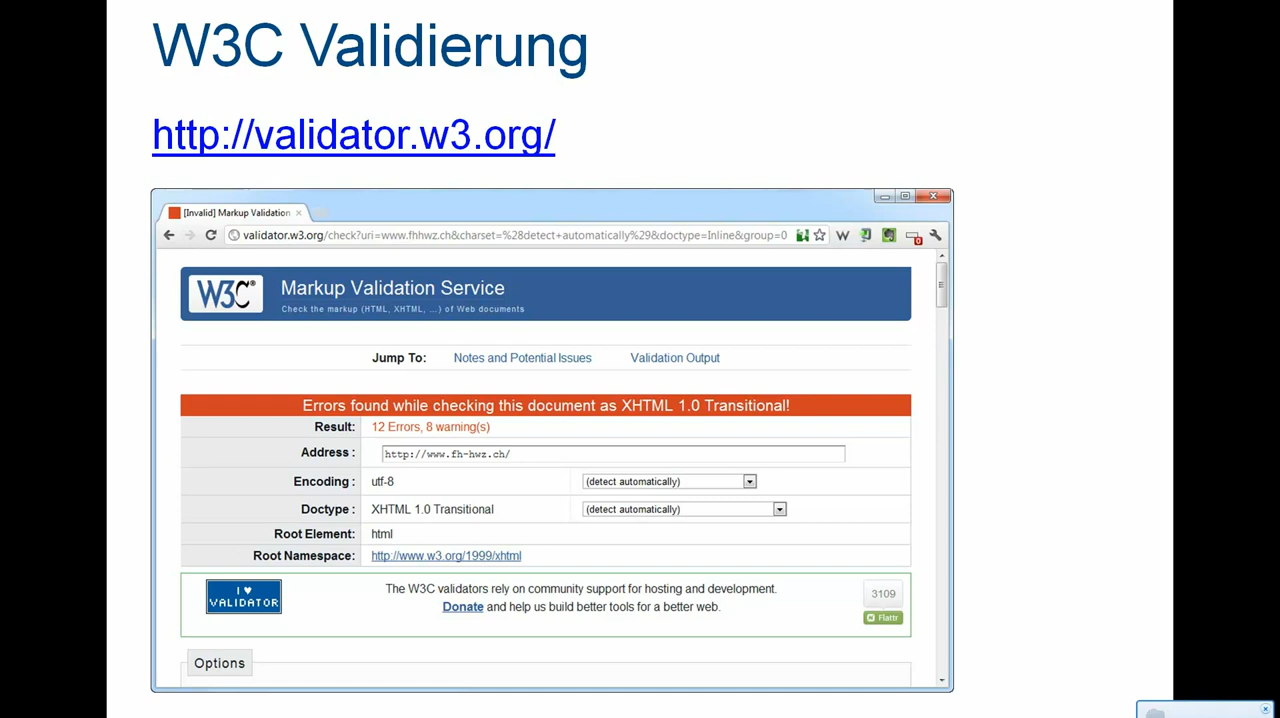 W3C Validierung
http://validator.w3.org/
[Invalid] Markup Validation
validator.w3.org/check?uri=www.fhhwz.ch&charset=%28detect+automatically%29&doctype=Inline&group=0
W
0
W3C® Markup Validation Service
Check the markup (HTML, XHTML, ...) of Web documents
Jump To: Notes and Potential Issues Validation Output
Errors found while checking this document as XHTML 1.0 Transitional!
Result: 12 Errors, 8 warning(s)
Address : http://www.fh-hwz.ch/
Encoding : utf-8 (detect automatically)
Doctype : XHTML 1.0 Transitional (detect automatically)
Root Element: html
Root Namespace: http://www.w3.org/1999/xhtml
I ♥
VALIDATOR
The W3C validators rely on community support for hosting and development.
Donate and help us build better tools for a better web.
3109
Flattr
Options